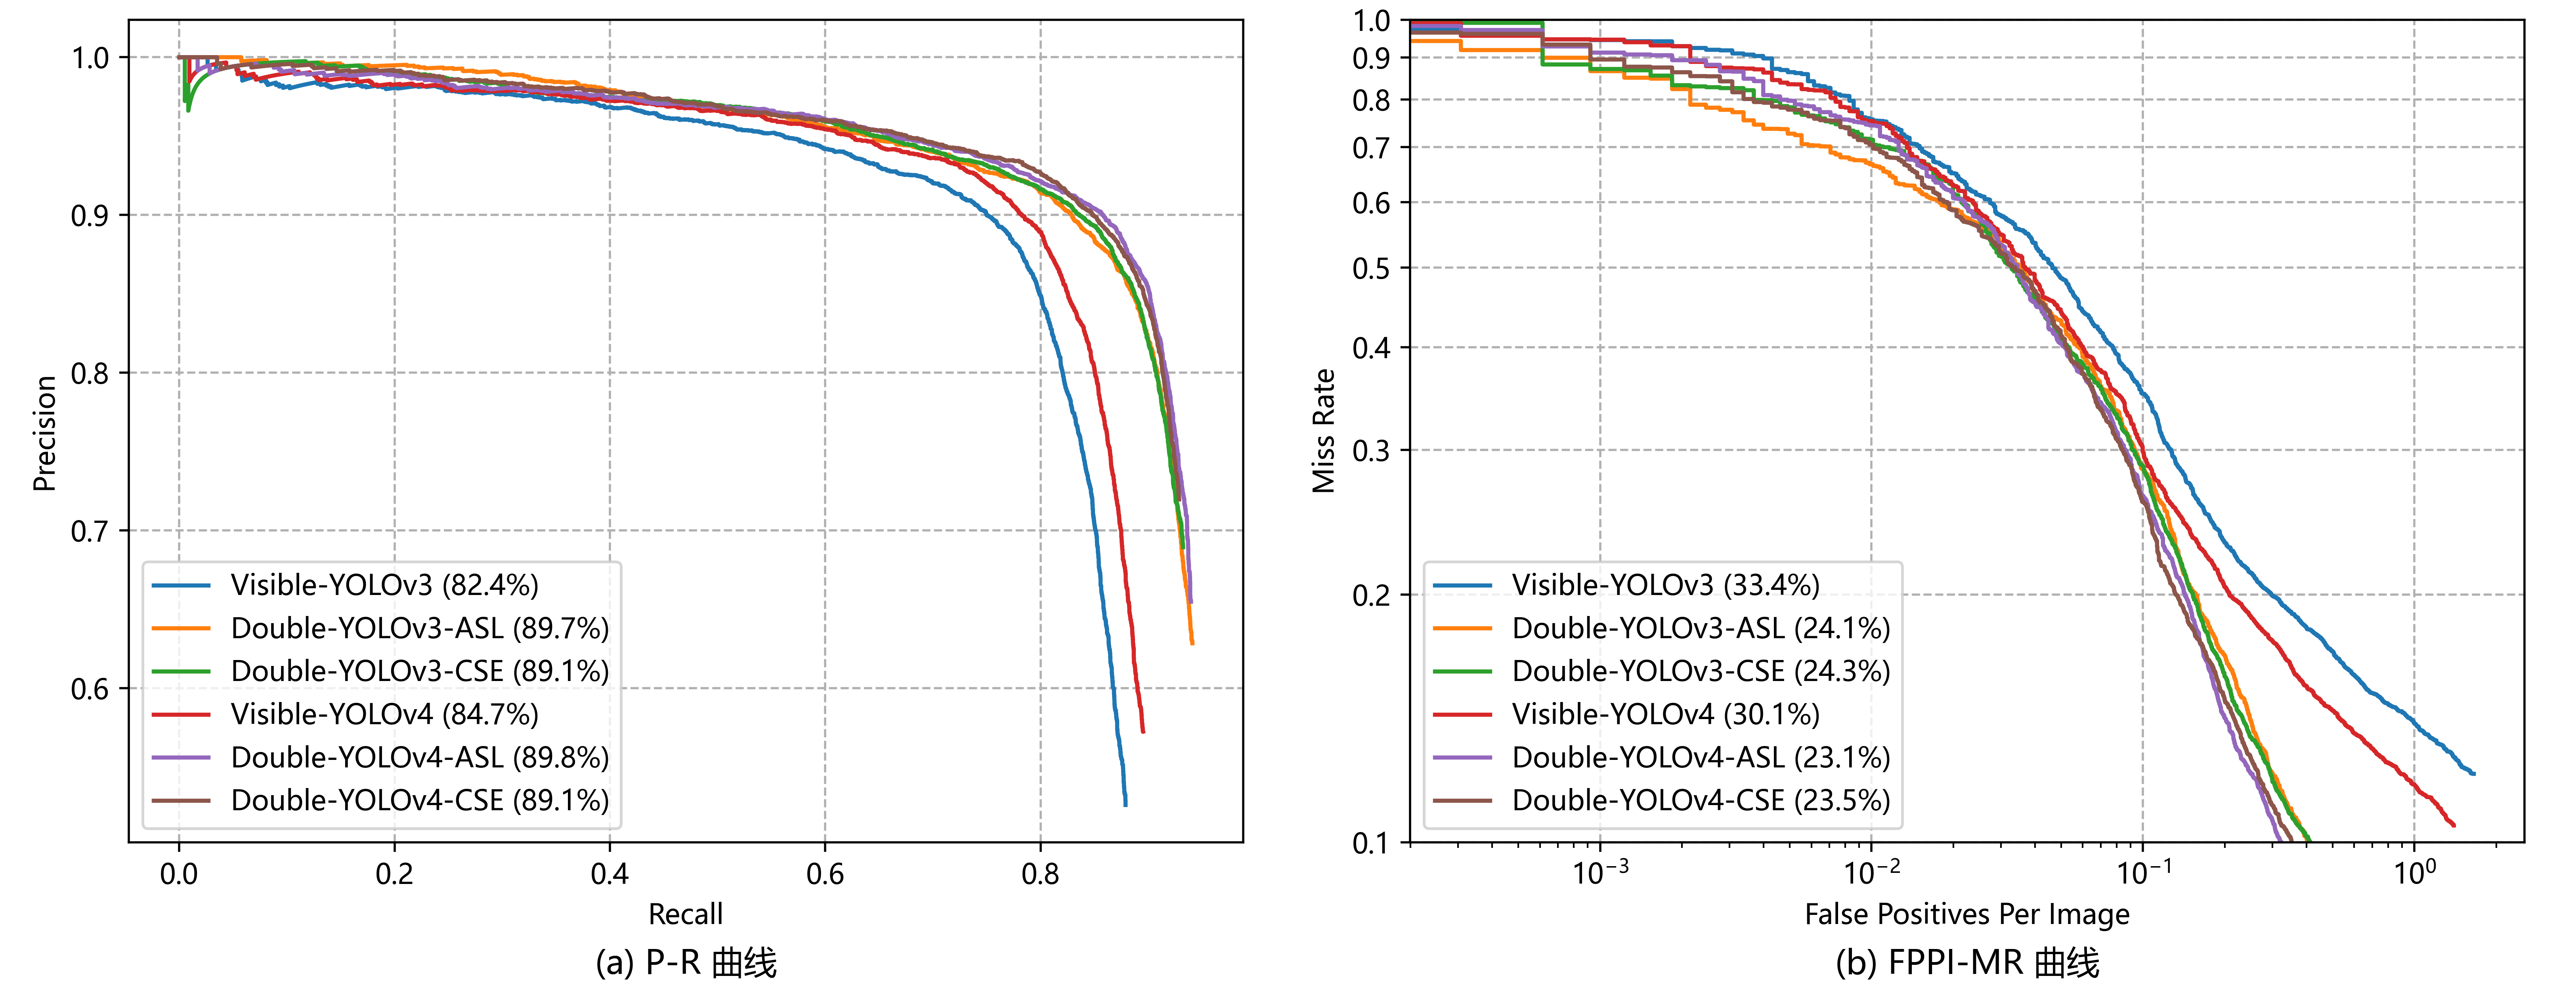 1.0
0.9
0.8
0.7
0.6
Precision
Visible-YOLOv3 (82.4%)
Double-YOLOv3-ASL (89.7%)
Double-YOLOv3-CSE (89.1%)
Visible-YOLOv4 (84.7%)
Double-YOLOv4-ASL (89.8%)
Double-YOLOv4-CSE (89.1%)
0.0 0.2 0.4 0.6 0.8
Recall
(a) P-R 曲线
1.0
0.9
0.8
0.7
0.6
0.5
0.4
0.3
0.2
0.1
Miss Rate
Visible-YOLOv3 (33.4%)
Double-YOLOv3-ASL (24.1%)
Double-YOLOv3-CSE (24.3%)
Visible-YOLOv4 (30.1%)
Double-YOLOv4-ASL (23.1%)
Double-YOLOv4-CSE (23.5%)
10⁻³ 10⁻² 10⁻¹ 10⁰
False Positives Per Image
(b) FPPI-MR 曲线